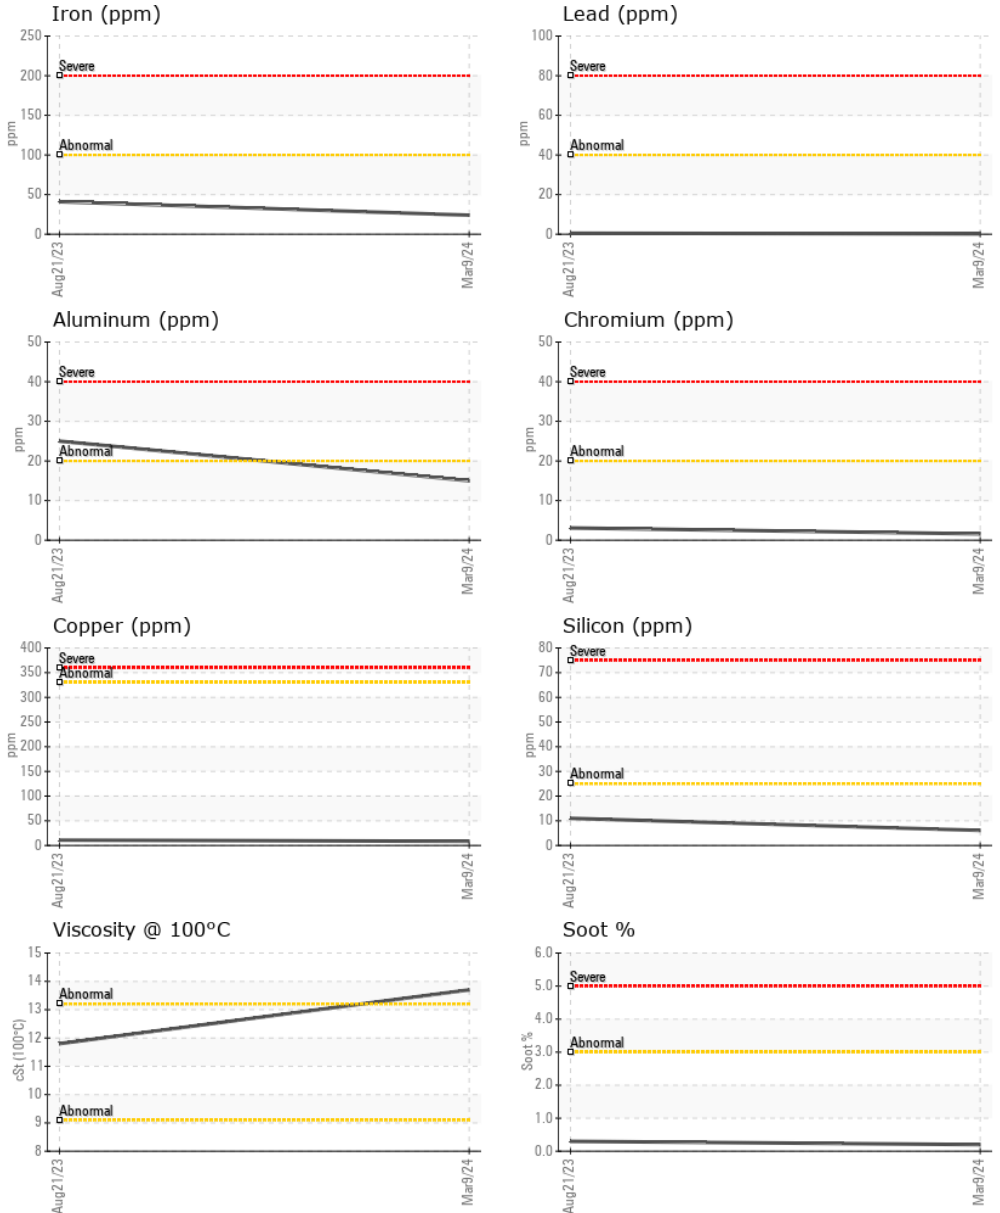 Iron (ppm)
250
200
150
100
50
0
ppm
Severe
Abnormal
Aug21/23
Mar9/24
Lead (ppm)
100
80
60
40
20
0
ppm
Severe
Abnormal
Aug21/23
Mar9/24
Aluminum (ppm)
50
40
30
20
10
0
ppm
Severe
Abnormal
Aug21/23
Mar9/24
Chromium (ppm)
50
40
30
20
10
0
ppm
Severe
Abnormal
Aug21/23
Mar9/24
Copper (ppm)
400
350
300
250
200
150
100
50
0
ppm
Severe
Abnormal
Aug21/23
Mar9/24
Silicon (ppm)
80
70
60
50
40
30
20
10
0
ppm
Severe
Abnormal
Aug21/23
Mar9/24
Viscosity @ 100°C
15
14
13
12
11
10
9
8
cSt (100°C)
Abnormal
Abnormal
Aug21/23
Mar9/24
Soot %
6.0
5.0
4.0
3.0
2.0
1.0
0.0
Soot %
Severe
Abnormal
Aug21/23
Mar9/24